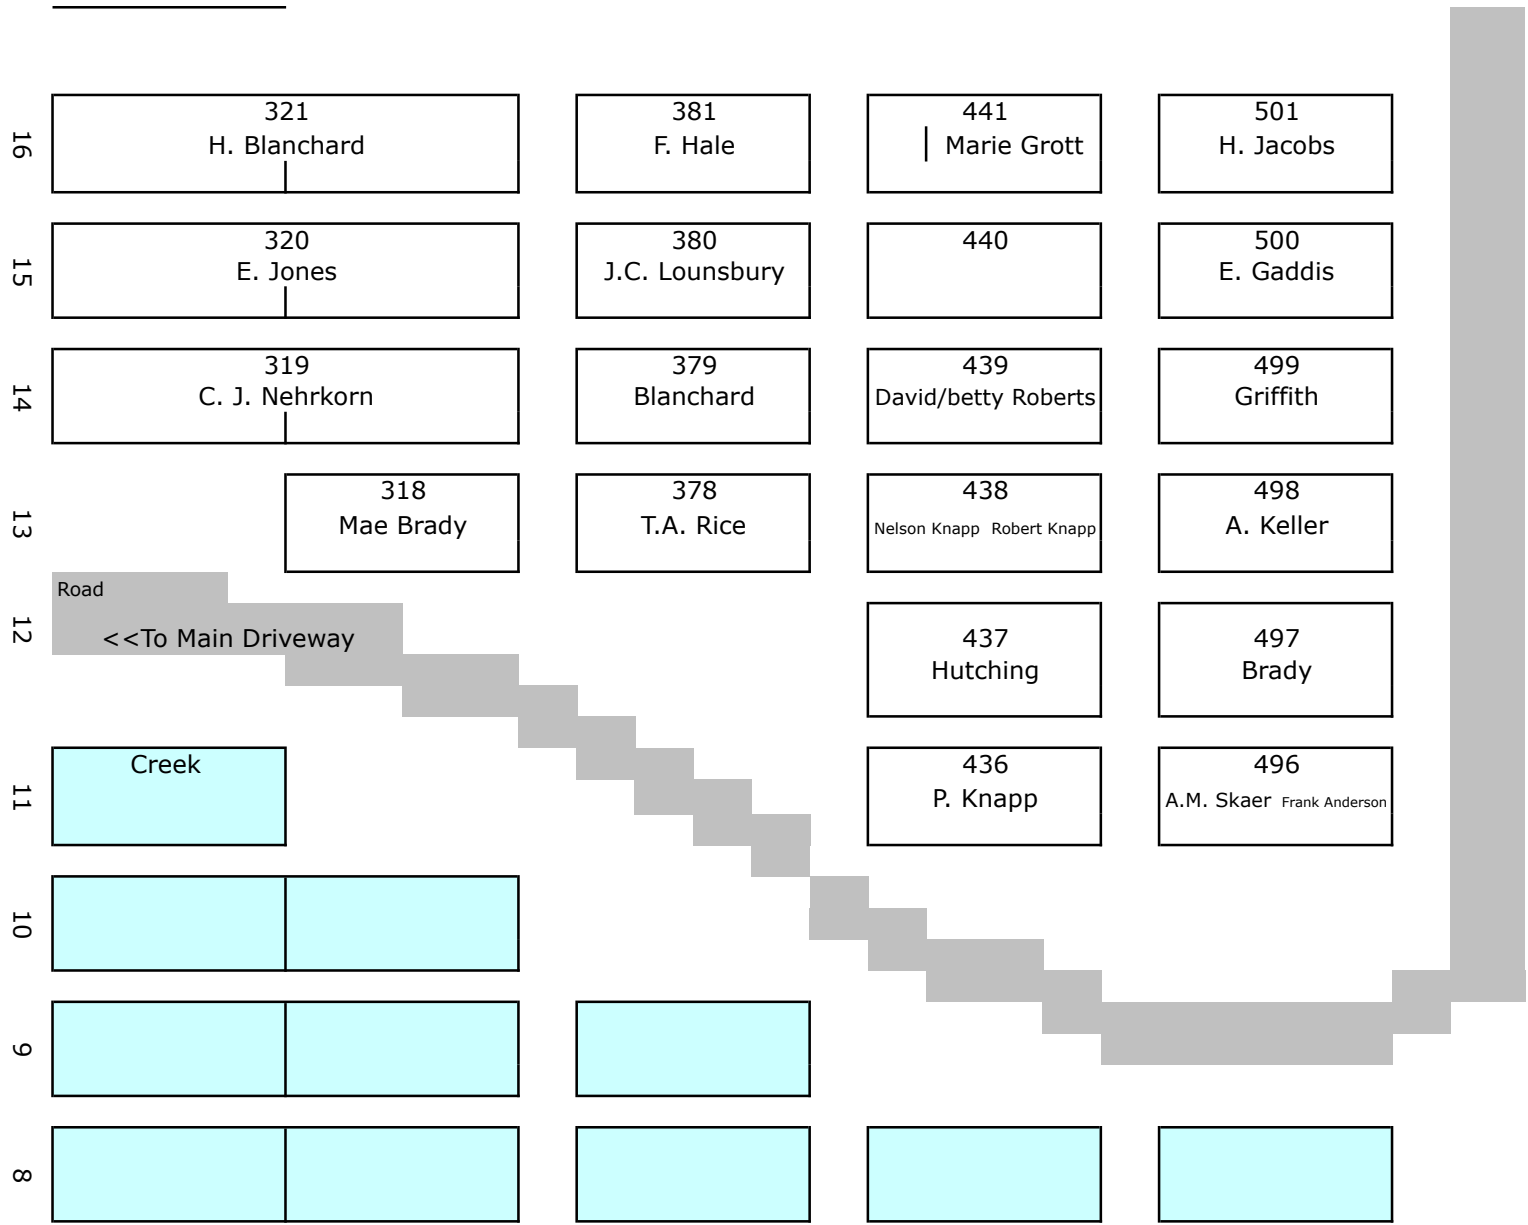 16
321
H. Blanchard
381
F. Hale
441
Marie Grott
501
H. Jacobs
15
320
E. Jones
380
J.C. Lounsbury
440
500
E. Gaddis
14
319
C. J. Nehrkorn
379
Blanchard
439
David/betty Roberts
499
Griffith
13
318
Mae Brady
378
T.A. Rice
438
Nelson Knapp Robert Knapp
498
A. Keller
Road
12
<<To Main Driveway
437
Hutching
497
Brady
11
Creek
436
P. Knapp
496
A.M. Skaer Frank Anderson
10
9
8